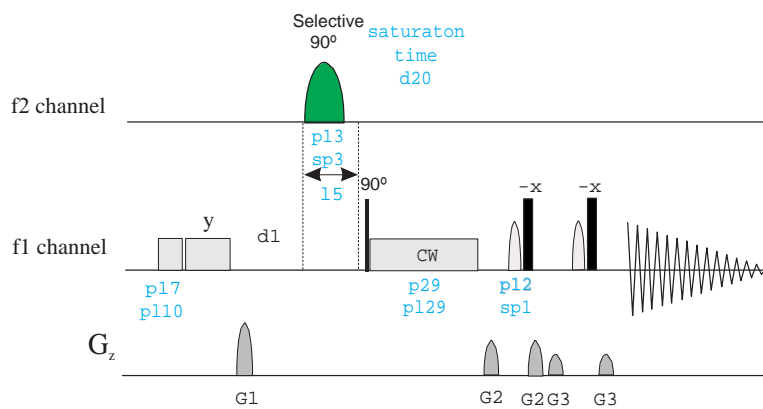 Selective
90º
saturaton
time
d20
f2 channel
p13
sp3
l5
90º
-x
-x
y
d1
f1 channel
CW
p17
pl10
p29
pl29
p12
sp1
Gz
G1
G2
G2
G3
G3